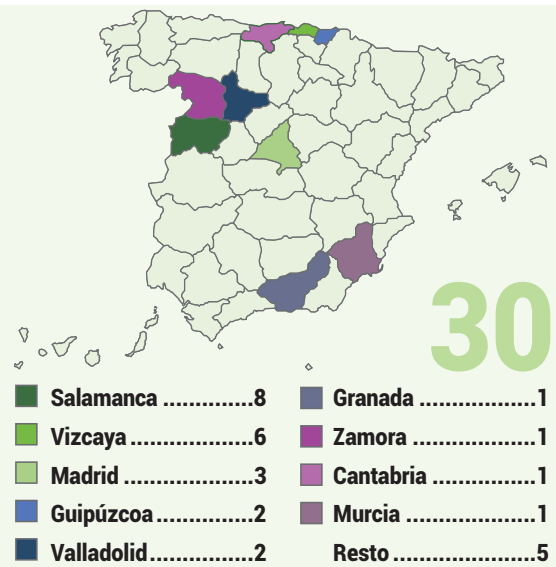 30
Salamanca ..............8
Vizcaya...................6
Madrid ....................3
Guipúzcoa...............2
Valladolid................2
Granada ..................1
Zamora ...................1
Cantabria ................1
Murcia ....................1
Resto......................5